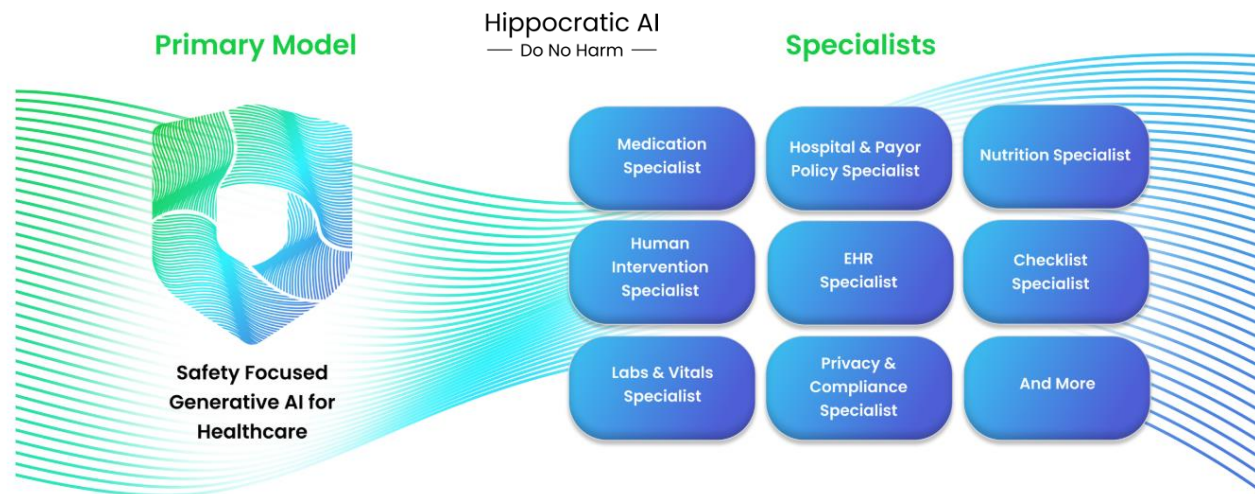 Hippocratic AI
Do No Harm
Primary Model
Safety Focused
Generative AI for
Healthcare
Specialists
Medication
Specialist
Hospital & Payor
Policy Specialist
Nutrition Specialist
Human
Intervention
Specialist
EHR
Specialist
Checklist
Specialist
Labs & Vitals
Specialist
Privacy &
Compliance
Specialist
And More